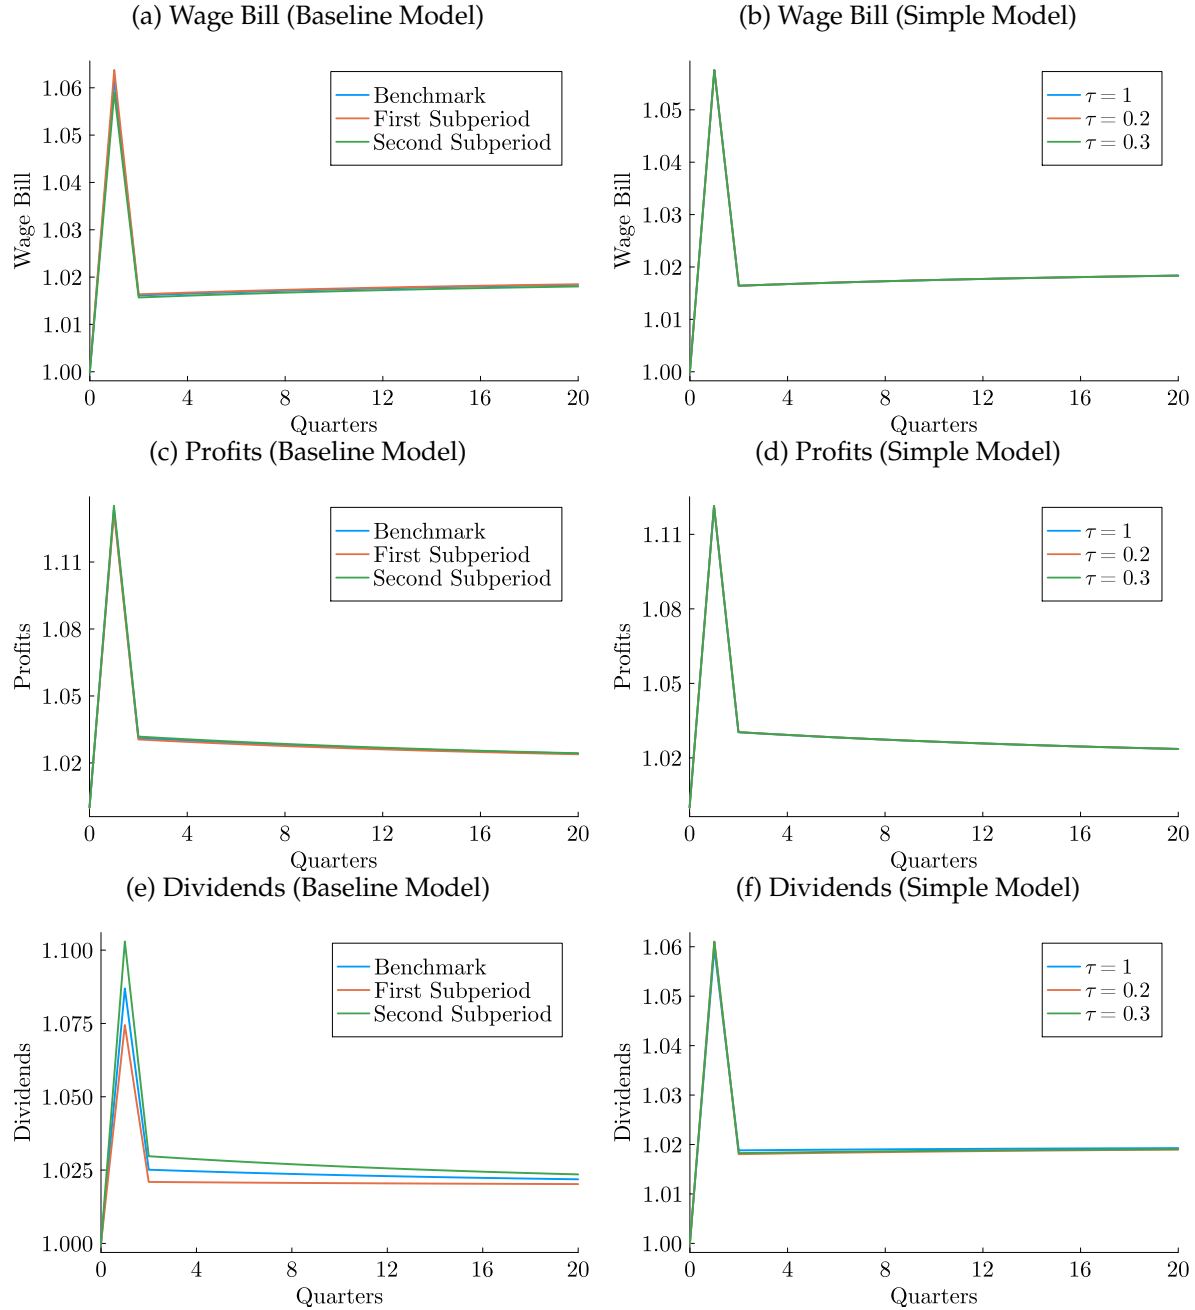 (a) Wage Bill (Baseline Model)
Wage Bill
1.06
1.05
1.04
1.03
1.02
1.01
1.00
Benchmark
First Subperiod
Second Subperiod
0 4 8 12 16 20
Quarters
(b) Wage Bill (Simple Model)
Wage Bill
1.05
1.04
1.03
1.02
1.01
1.00
τ = 1
τ = 0.2
τ = 0.3
0 4 8 12 16 20
Quarters
(c) Profits (Baseline Model)
Profits
1.11
1.08
1.05
1.02
Benchmark
First Subperiod
Second Subperiod
0 4 8 12 16 20
Quarters
(d) Profits (Simple Model)
Profits
1.11
1.08
1.05
1.02
τ = 1
τ = 0.2
τ = 0.3
0 4 8 12 16 20
Quarters
(e) Dividends (Baseline Model)
Dividends
1.100
1.075
1.050
1.025
1.000
Benchmark
First Subperiod
Second Subperiod
0 4 8 12 16 20
Quarters
(f) Dividends (Simple Model)
Dividends
1.06
1.05
1.04
1.03
1.02
1.01
1.00
τ = 1
τ = 0.2
τ = 0.3
0 4 8 12 16 20
Quarters